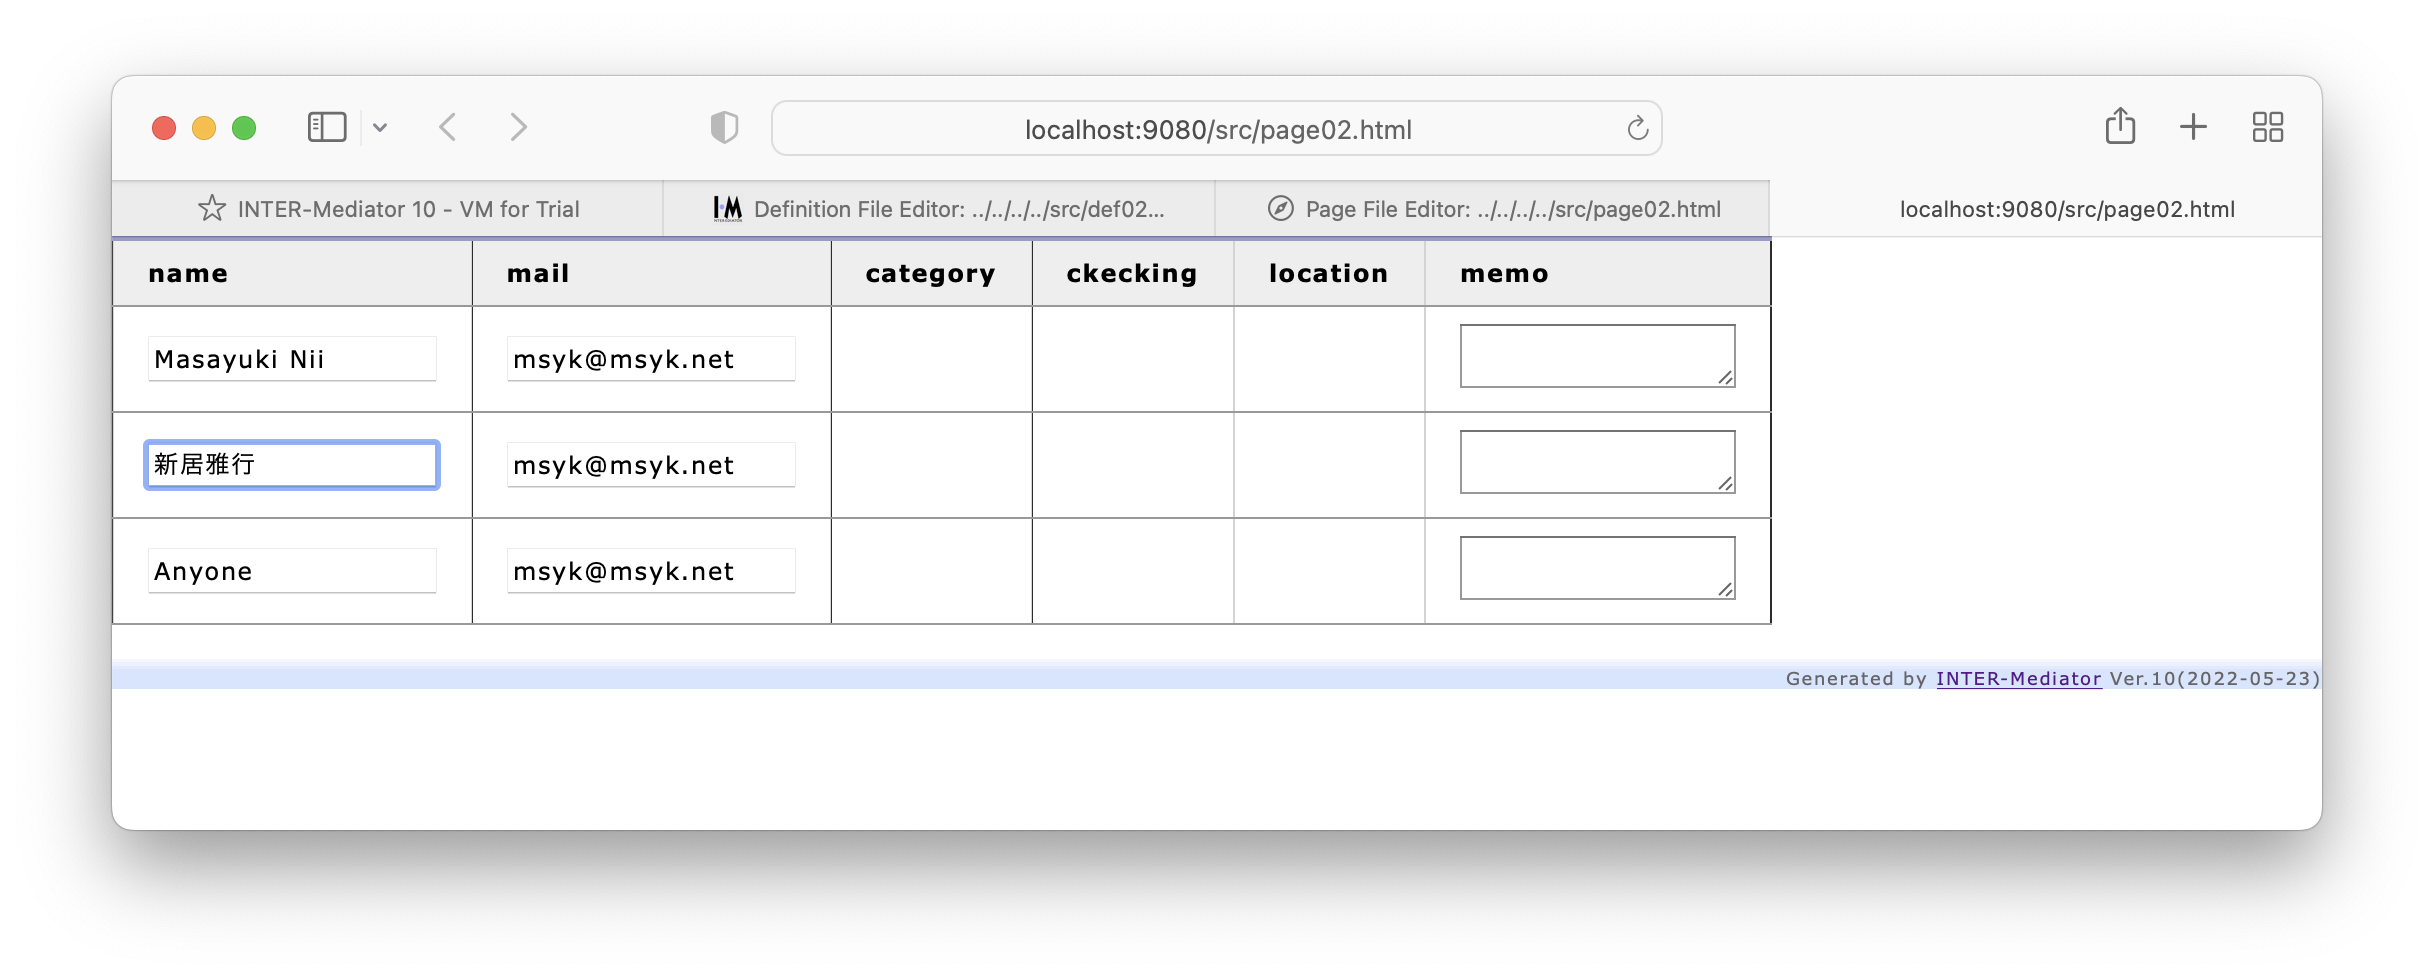 localhost:9080/src/page02.html
INTER-Mediator 10 - VM for Trial
I•M Definition File Editor: ../../../../src/def02...
Page File Editor: ../../../../src/page02.html
localhost:9080/src/page02.html
name mail category ckecking location memo
Masayuki Nii msyk@msyk.net
新居雅行 msyk@msyk.net
Anyone msyk@msyk.net
Generated by INTER-Mediator Ver.10(2022-05-23)